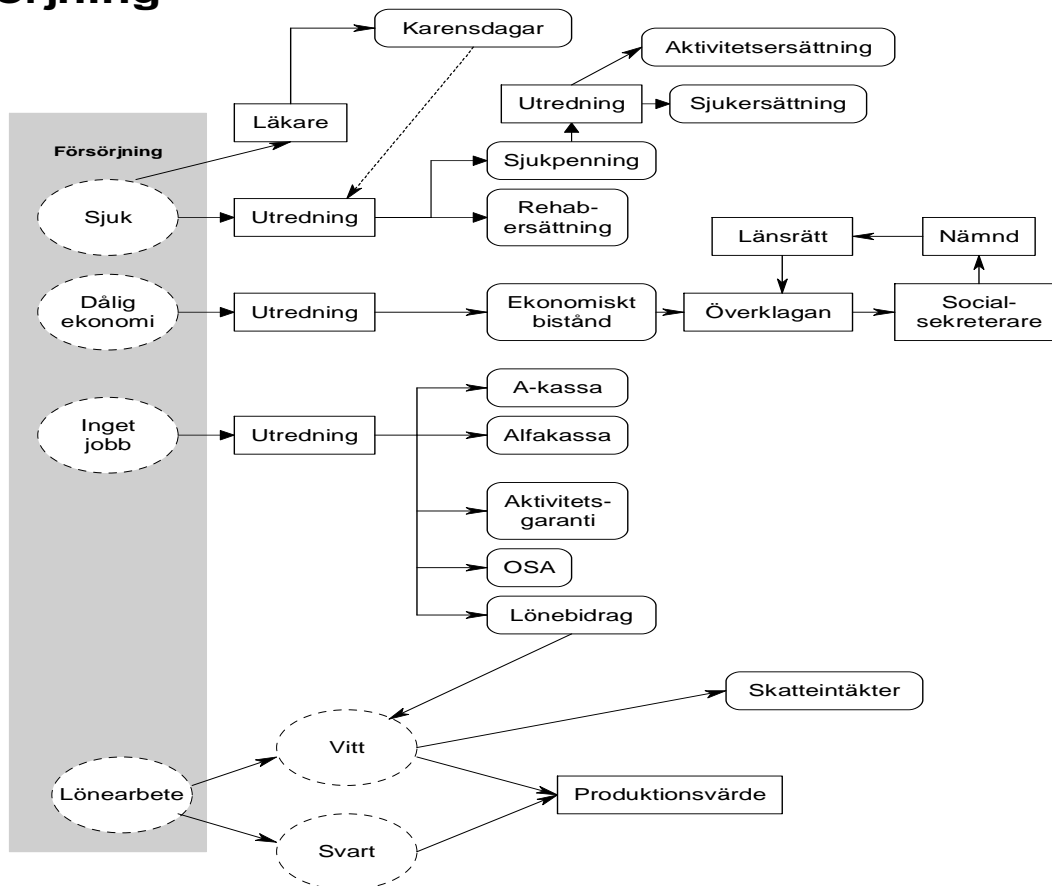 Karensdagar
Aktivitetsersättning
Utredning
Sjukersättning
Läkare
Försörjning
Sjukpenning
Sjuk
Utredning
Rehab-
ersättning
Länsrätt
Nämnd
Dålig
ekonomi
Utredning
Ekonomiskt
bistånd
Överklagan
Social-
sekreterare
A-kassa
Inget
jobb
Utredning
Alfakassa
Aktivitets-
garanti
OSA
Lönebidrag
Skatteintäkter
Vitt
Lönearbete
Produktionsvärde
Svart